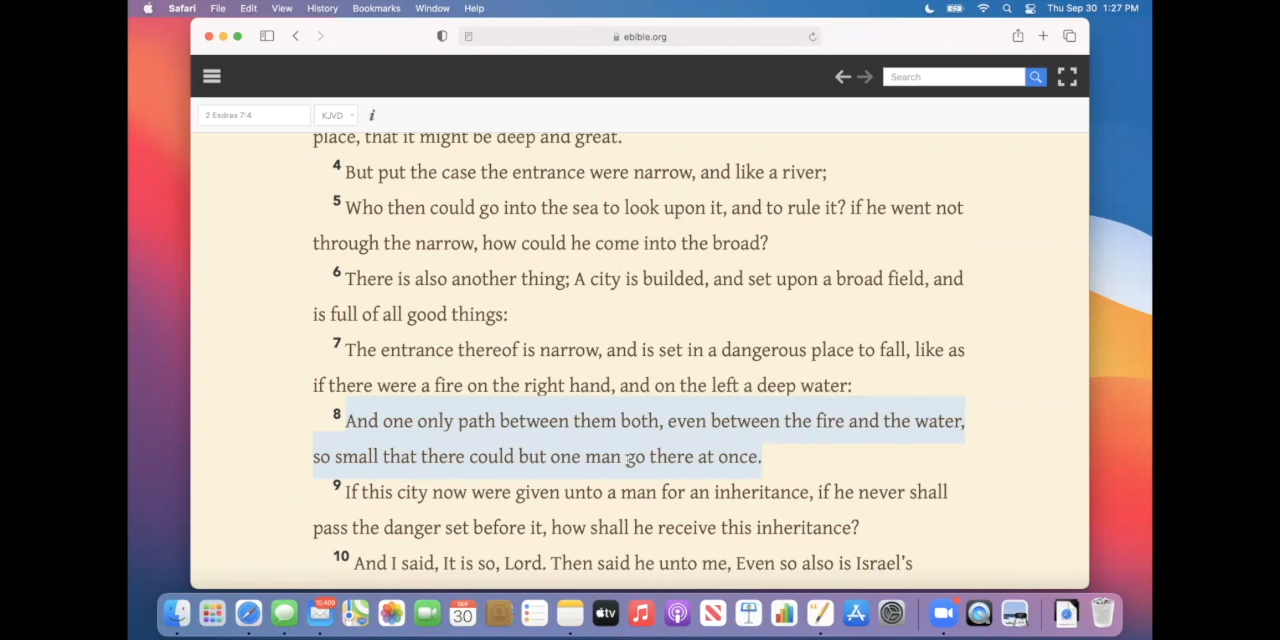 Safari File Edit View History Bookmarks Window Help Thu Sep 30 1:27 PM
ebible.org
Search
2 Esdras 7:4 KJVD i
place, that it might be deep and great.
4 But put the case the entrance were narrow, and like a river;
5 Who then could go into the sea to look upon it, and to rule it? if he went not
through the narrow, how could he come into the broad?
6 There is also another thing; A city is builded, and set upon a broad field, and
is full of all good things:
7 The entrance thereof is narrow, and is set in a dangerous place to fall, like as
if there were a fire on the right hand, and on the left a deep water:
8 And one only path between them both, even between the fire and the water,
so small that there could but one man go there at once.
9 If this city now were given unto a man for an inheritance, if he never shall
pass the danger set before it, how shall he receive this inheritance?
10 And I said, It is so, Lord. Then said he unto me, Even so also is Israel’s
10,409 SEP 30 tv